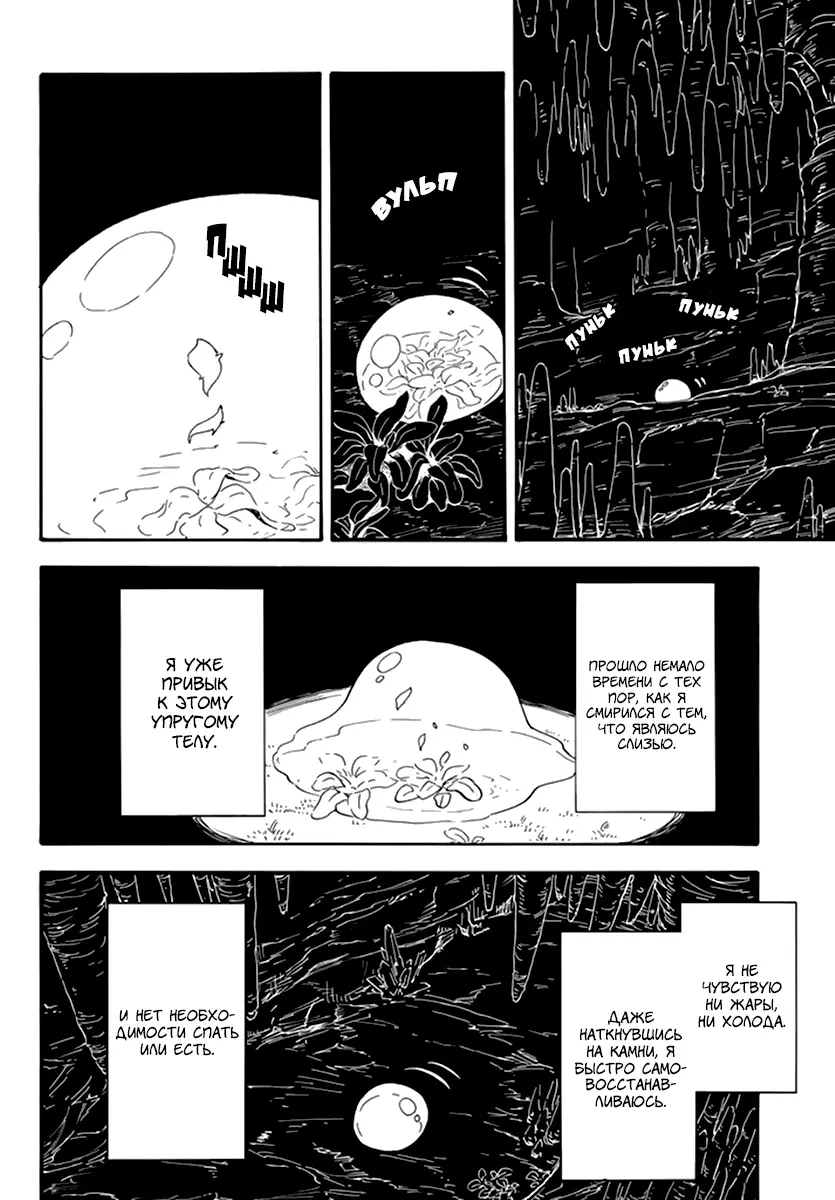 ПУНЬК
ПУНЬК
ПУНЬК
ВУЛЬП
ПШШШ
ПРОШЛО НЕМАЛО
ВРЕМЕНИ С ТЕХ
ПОР, КАК Я
СМИРИЛСЯ С ТЕМ,
ЧТО ЯВЛЯЮСЬ
СЛИЗЬЮ.
Я УЖЕ
ПРИВЫК
К ЭТОМУ
УПРУГОМУ
ТЕЛУ.
Я НЕ
ЧУВСТВУЮ
НИ ЖАРЫ,
НИ ХОЛОДА.
ДАЖЕ
НАТКНУВШИСЬ
НА КАМНИ, Я
БЫСТРО САМО-
ВОССТАНАВ-
ЛИВАЮСЬ.
И НЕТ НЕОБХО-
ДИМОСТИ СПАТЬ
ИЛИ ЕСТЬ.